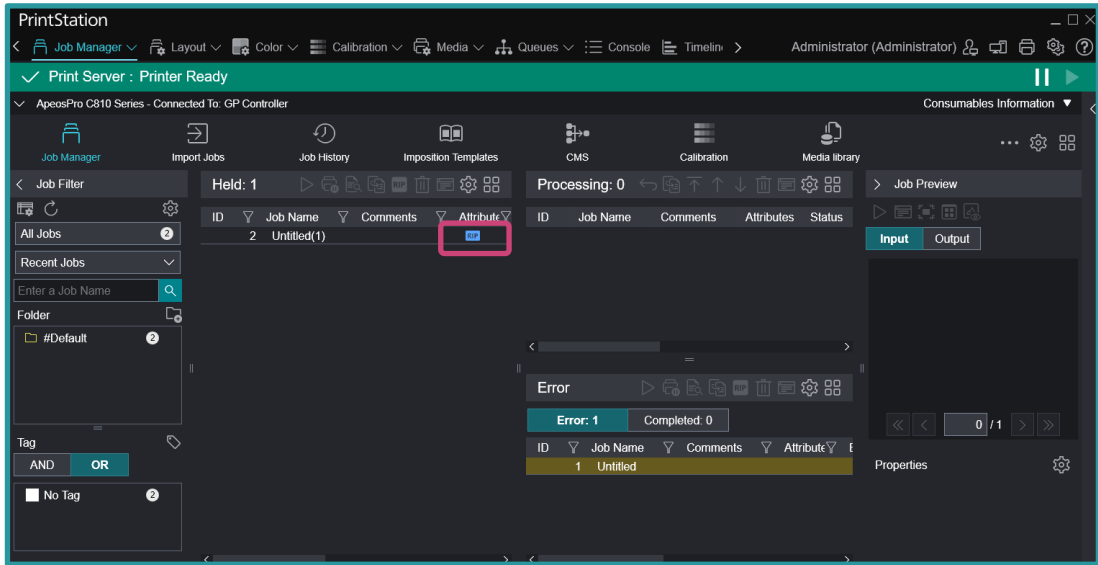 PrintStation
Job Manager Layout Color Calibration Media Queues Console Timeline Administrator (Administrator)
Print Server : Printer Ready
ApeosPro C810 Series - Connected To: GP Controller Consumables Information
Job Manager Import Jobs Job History Imposition Templates CMS Calibration Media library
Job Filter Held: 1 Processing: 0 Job Preview
ID Job Name Comments Attribute ID Job Name Comments Attributes Status
All Jobs 2 2 Untitled(1) RIP Input Output
Recent Jobs
Enter a Job Name
Folder
#Default 2
Error
Error: 1 Completed: 0 0 / 1
Tag ID Job Name Comments Attribute E
AND OR 1 Untitled Properties
No Tag 2